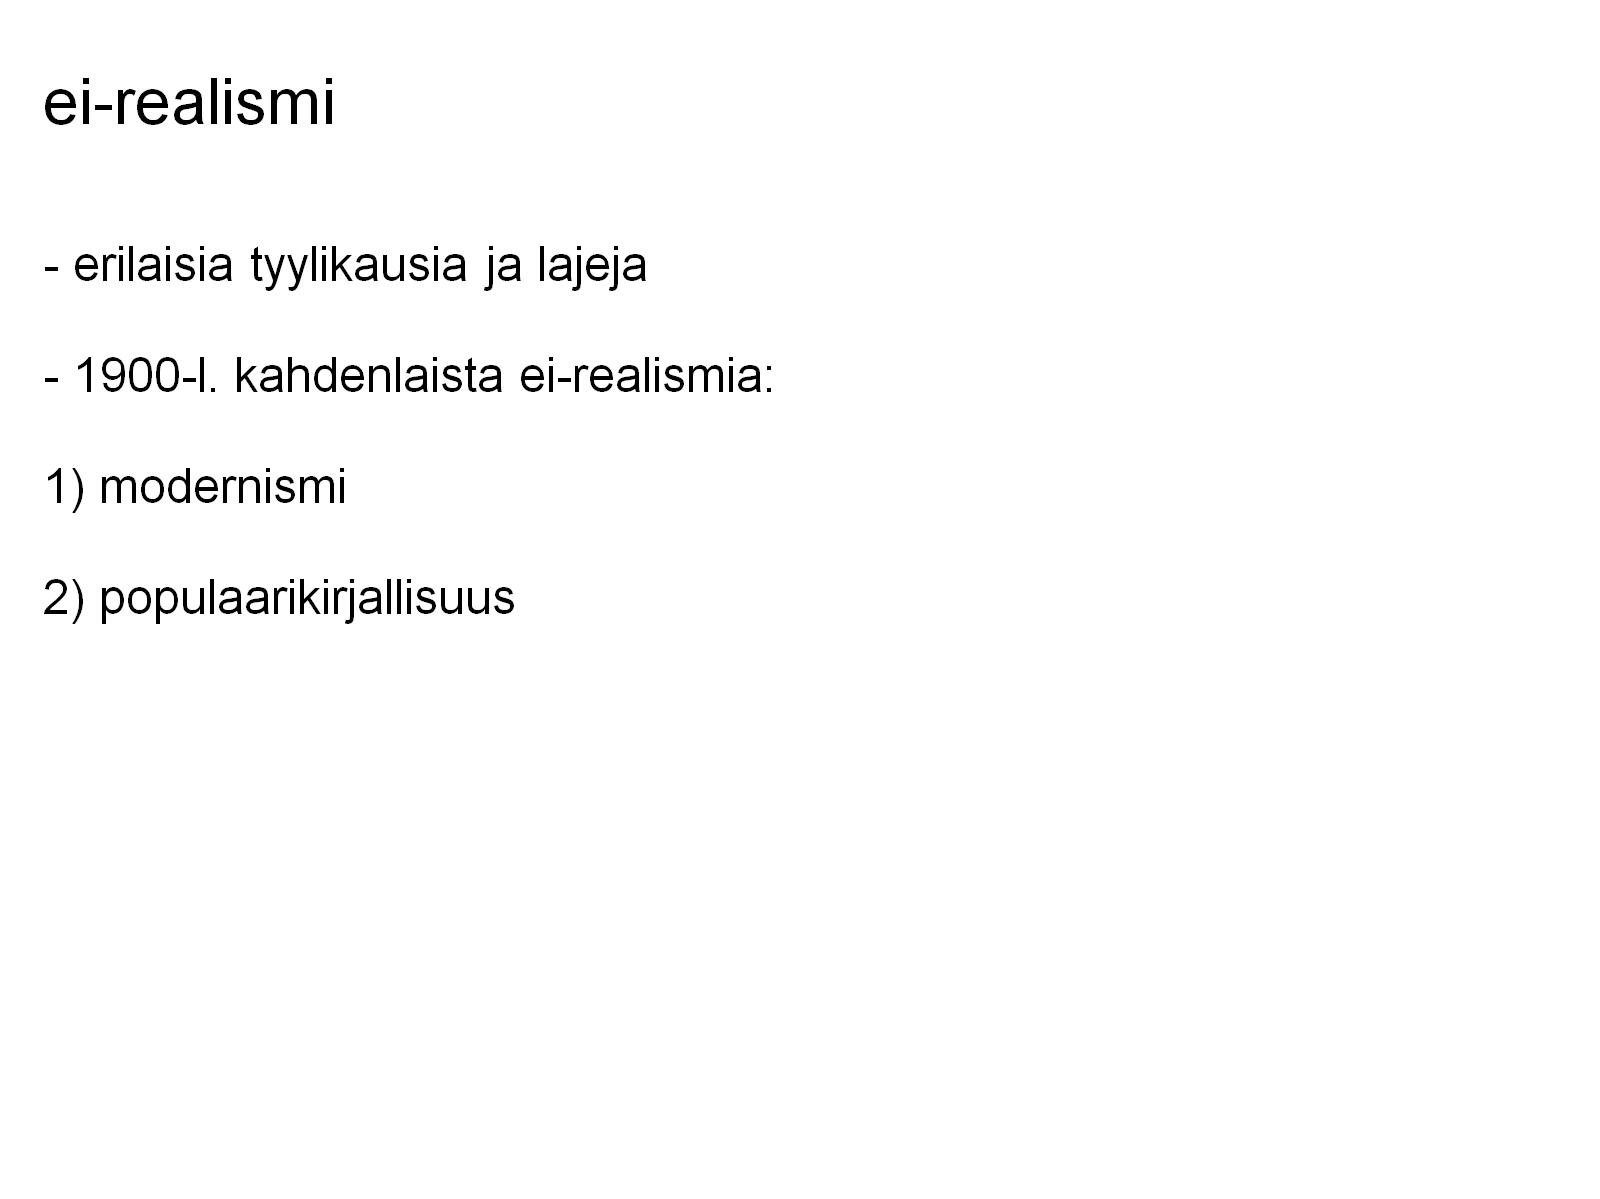 ei-realismi
- erilaisia tyylikausia ja lajeja
- 1900-l. kahdenlaista ei-realismia:
1) modernismi
2) populaarikirjallisuus